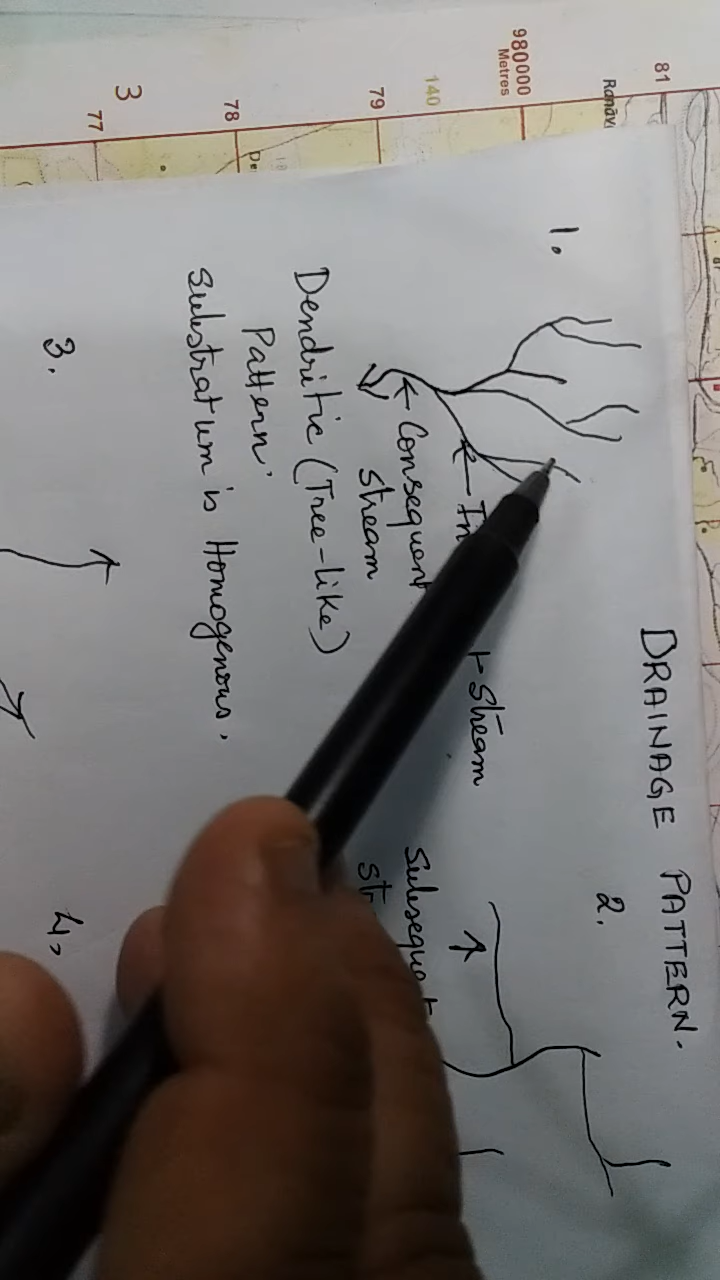 81
980000
Metres
140
79
78
77
3
DRAINAGE PATTERN.
1.
2.
Stream
Consequent
Stream
Dendritic (Tree-like)
Pattern.
Substratum is Homogenous,
3.
4,